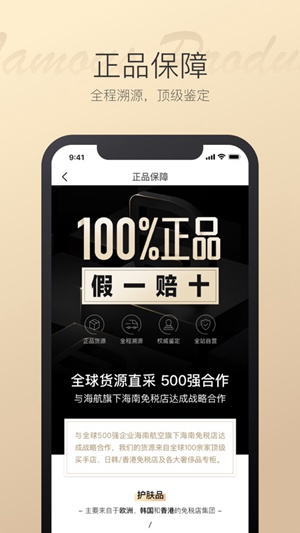 正品保障
全程溯源，顶级鉴定
9:41
正品保障
100%正品
假一赔十
正品货源 全程溯源 权威鉴定 全站自营
全球货源直采 500强合作
与海航旗下海南免税店达成战略合作
与全球500强企业海南航空旗下海南免税店达
成战略合作，我们的货源来自全球100余家顶级
买手店、日韩/香港免税店及各大奢侈品专柜。
护肤品
– 主要来自于欧洲，韩国和香港约免税店集团 –
/